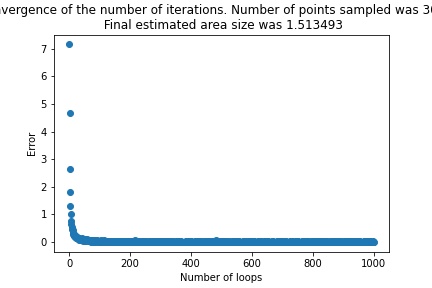 vergence of the number of iterations. Number of points sampled was 30
Final estimated area size was 1.513493
7
6
5
4
3
2
1
0
Error
0 200 400 600 800 1000
Number of loops